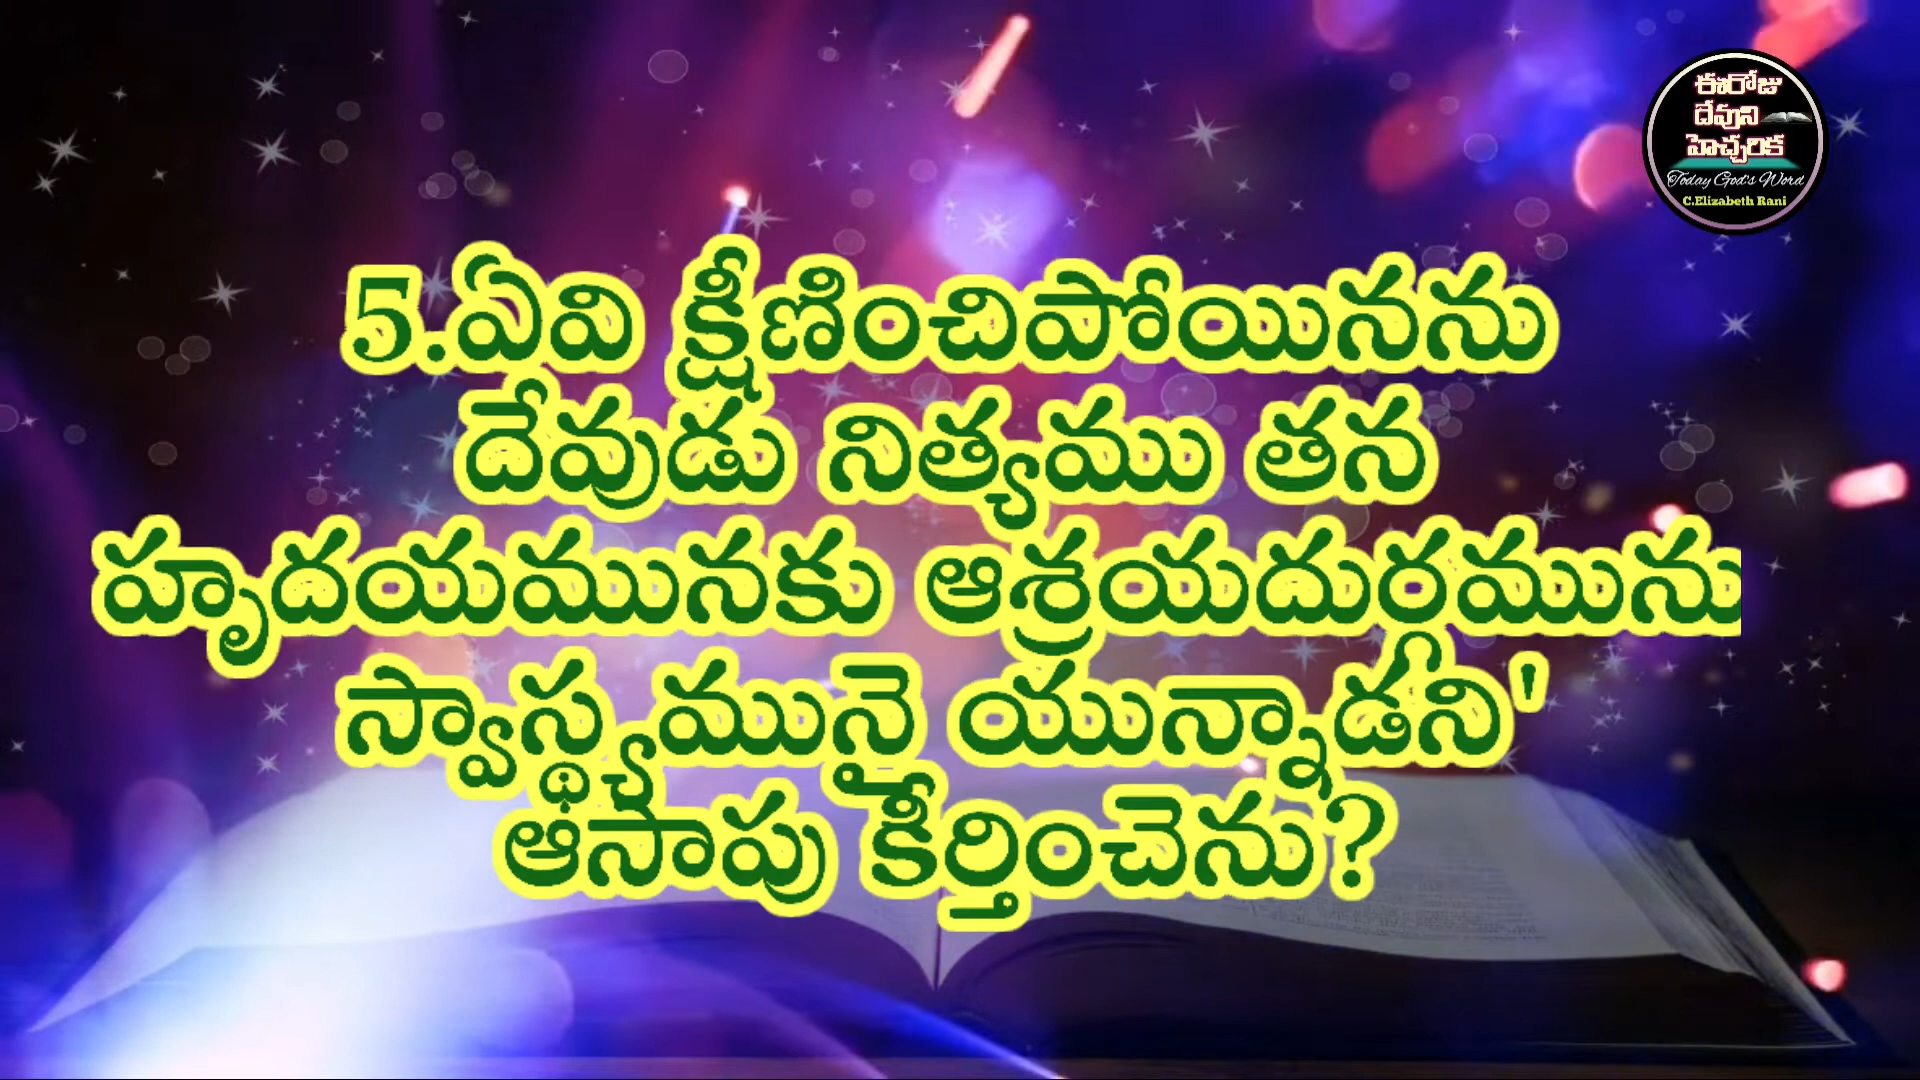 ఈరోజు
దేవుని
హెచ్చరిక
Today God's Word
C.Elizabeth Rani
5.ఏవి క్షీణించిపోయినను
దేవుడు నిత్యము తన
హృదయమునకు ఆశ్రయదుర్గమును
స్వాస్థ్యమునై యున్నాడని'
ఆసాపు కీర్తించెను?